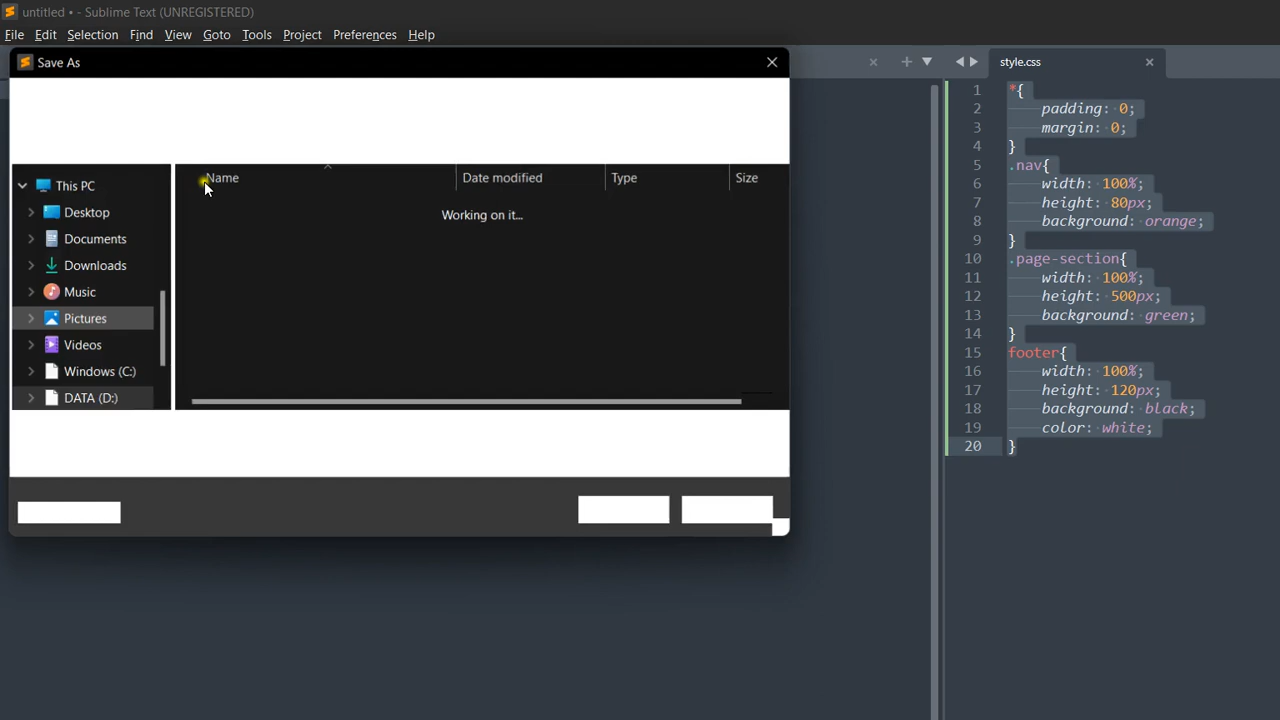 untitled • - Sublime Text (UNREGISTERED)
File Edit Selection Find View Goto Tools Project Preferences Help
Save As
style.css
Name Date modified Type Size
Working on it...
This PC
Desktop
Documents
Downloads
Music
Pictures
Videos
Windows (C:)
DATA (D:)
1 *{
2 padding: 0;
3 margin: 0;
4 }
5 .nav{
6 width: 100%;
7 height: 80px;
8 background: orange;
9 }
10 .page-section{
11 width: 100%;
12 height: 500px;
13 background: green;
14 }
15 footer{
16 width: 100%;
17 height: 120px;
18 background: black;
19 color: white;
20 }